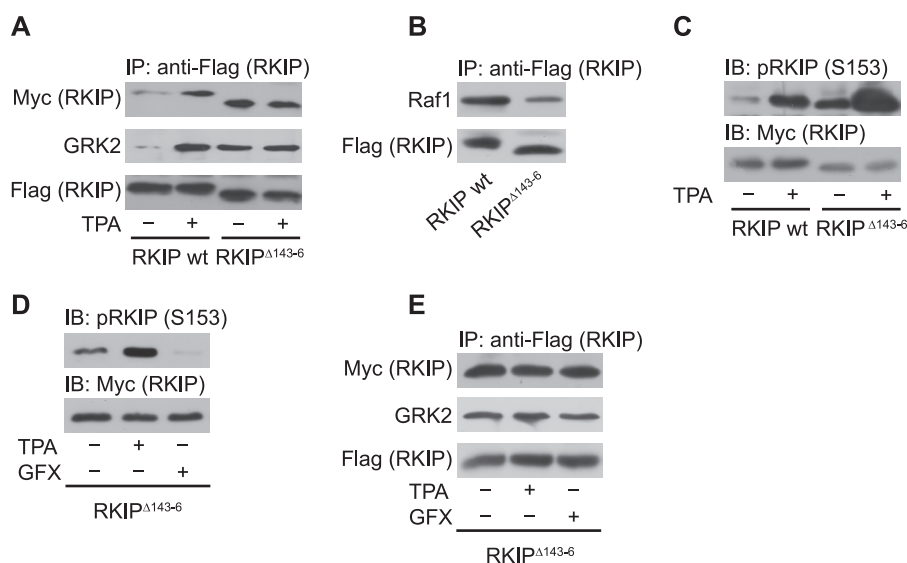 A
IP: anti-Flag (RKIP)
Myc (RKIP)
GRK2
Flag (RKIP)
TPA – + – +
RKIP wt RKIPΔ143-6
B
IP: anti-Flag (RKIP)
Raf1
Flag (RKIP)
RKIP wt
RKIPΔ143-6
C
IB: pRKIP (S153)
IB: Myc (RKIP)
TPA – + – +
RKIP wt RKIPΔ143-6
D
IB: pRKIP (S153)
IB: Myc (RKIP)
TPA – + –
GFX – – +
RKIPΔ143-6
E
IP: anti-Flag (RKIP)
Myc (RKIP)
GRK2
Flag (RKIP)
TPA – + –
GFX – – +
RKIPΔ143-6